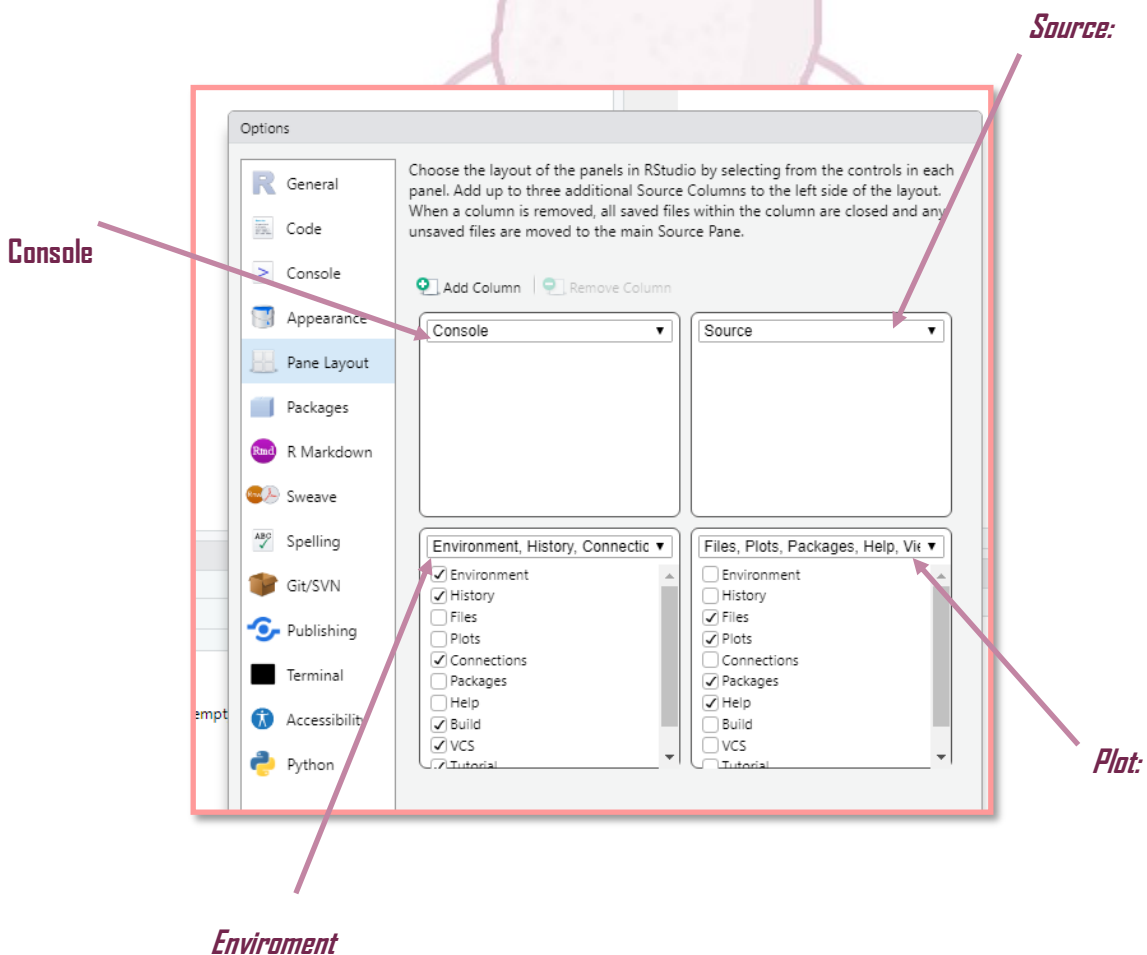 Source:
Options
Choose the layout of the panels in RStudio by selecting from the controls in each
panel. Add up to three additional Source Columns to the left side of the layout.
When a column is removed, all saved files within the column are closed and any
unsaved files are moved to the main Source Pane.
General
Code
Console
Console
Appearance
Pane Layout
Packages
Rmd R Markdown
Sweave
ABC Spelling
Git/SVN
Publishing
Terminal
Accessibility
Python
Add Column Remove Column
Console
Source
Environment, History, Connectic
Environment
History
Files
Plots
Connections
Packages
Help
Build
VCS
Tutorial
Files, Plots, Packages, Help, Vie
Environment
History
Files
Plots
Connections
Packages
Help
Build
VCS
Tutorial
empt
Plot:
Enviroment